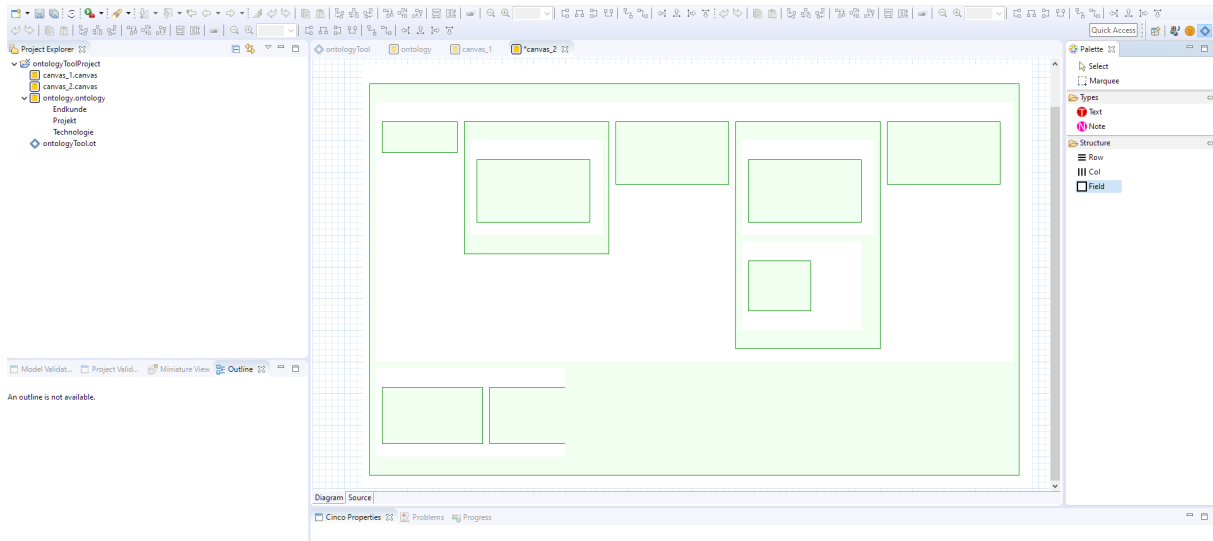 Quick Access
Project Explorer
ontologyToolProject
canvas_1.canvas
canvas_2.canvas
ontology.ontology
Endkunde
Projekt
Technologie
ontologyTool.ot
Model Validat...
Project Valid...
Miniature View
Outline
An outline is not available.
ontologyTool
ontology
canvas_1
*canvas_2
Diagram
Source
Cinco Properties
Problems
Progress
Palette
Select
Marquee
Types
Text
Note
Structure
Row
Col
Field